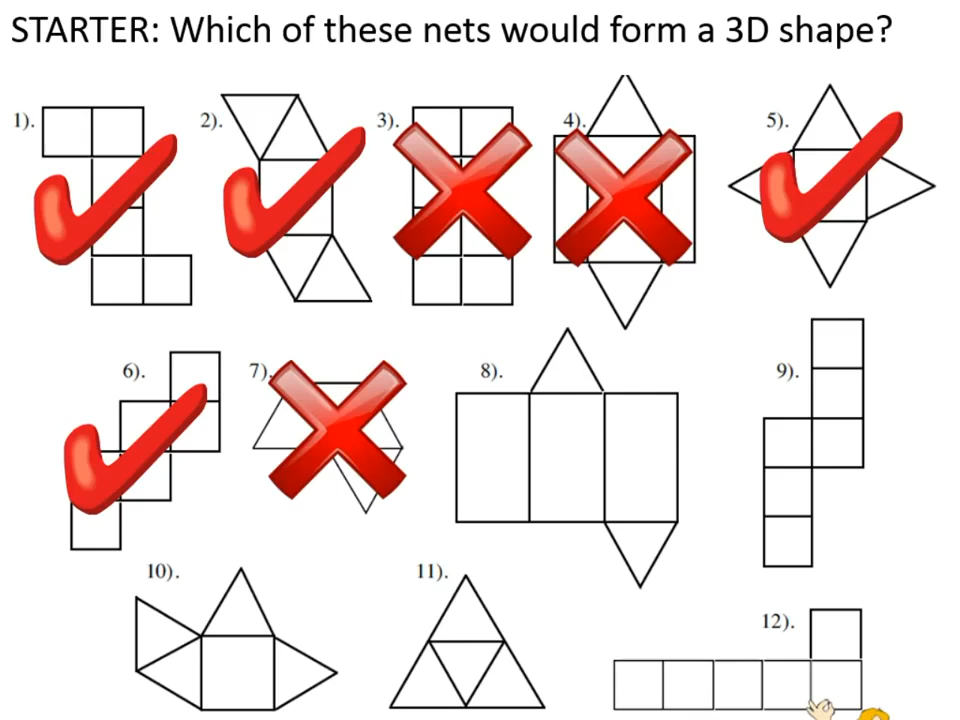 STARTER: Which of these nets would form a 3D shape?
1). 2). 3). 4). 5).
6). 7). 8). 9).
10). 11). 12).